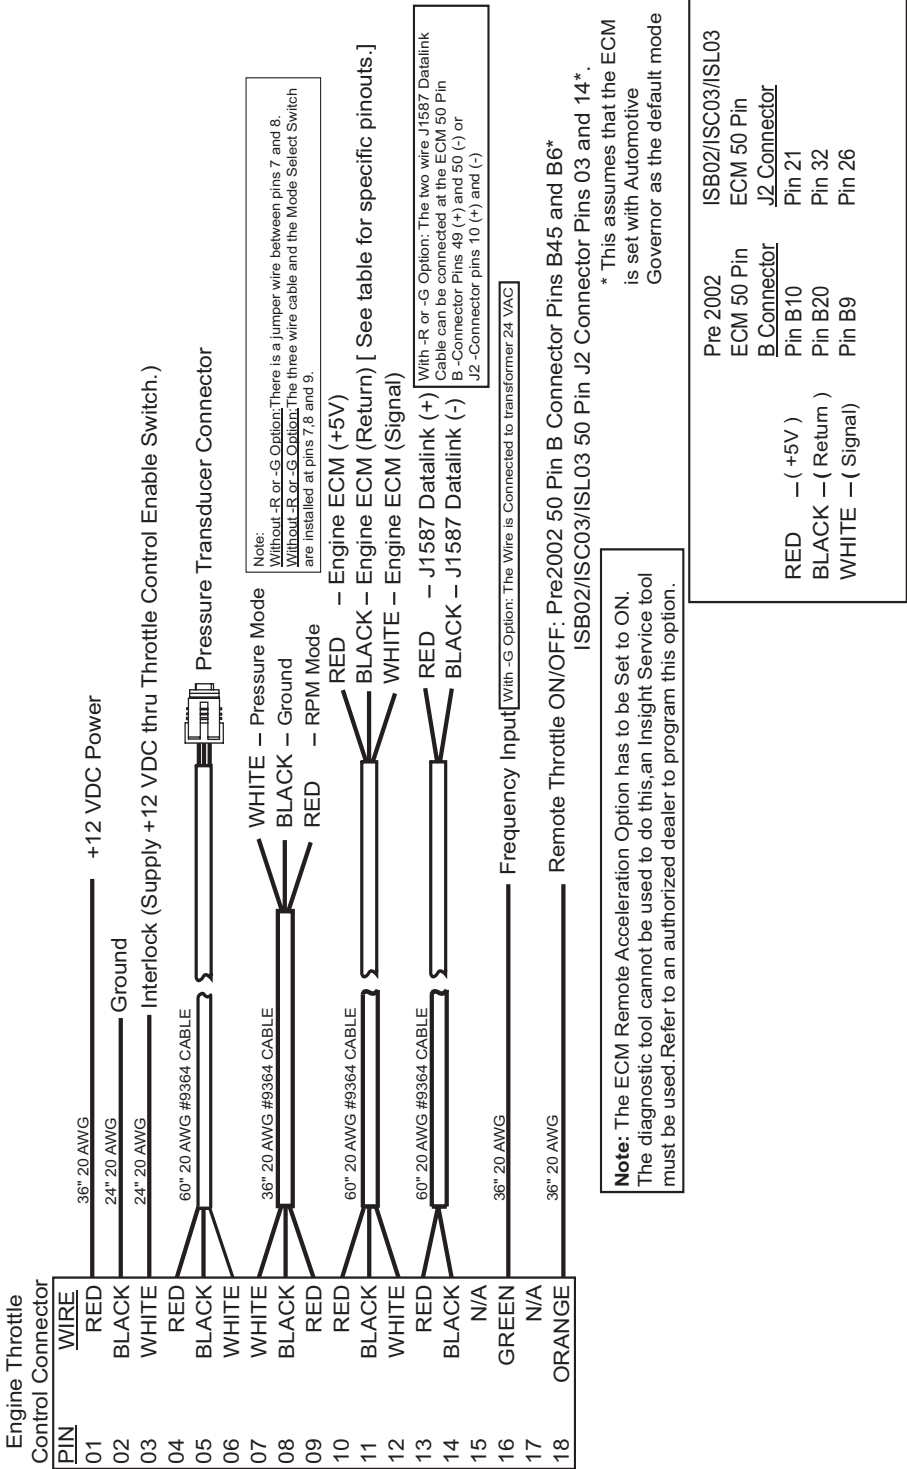 Engine Throttle
Control Connector
PIN WIRE
01 RED
02 BLACK
03 WHITE
04 RED
05 BLACK
06 WHITE
07 WHITE
08 BLACK
09 RED
10 RED
11 BLACK
12 WHITE
13 RED
14 BLACK
15 N/A
16 GREEN
17 N/A
18 ORANGE
36" 20 AWG
+12 VDC Power
24" 20 AWG
Ground
24" 20 AWG
Interlock (Supply +12 VDC thru Throttle Control Enable Switch.)
60" 20 AWG #9364 CABLE
Pressure Transducer Connector
36" 20 AWG #9364 CABLE
WHITE – Pressure Mode
BLACK – Ground
RED – RPM Mode
Note:
Without -R or -G Option:There is a jumper wire between pins 7 and 8.
Without -R or -G Option:The three wire cable and the Mode Select Switch
are installed at pins 7,8 and 9.
60" 20 AWG #9364 CABLE
RED – Engine ECM (+5V)
BLACK – Engine ECM (Return) [ See table for specific pinouts.]
WHITE – Engine ECM (Signal)
60" 20 AWG #9364 CABLE
RED – J1587 Datalink (+)
BLACK – J1587 Datalink (-)
With -R or -G Option: The two wire J1587 Datalink
Cable can be connected at the ECM 50 Pin
B -Connector Pins 49 (+) and 50 (-) or
J2 -Connector pins 10 (+) and (-)
36" 20 AWG
Frequency Input
With -G Option: The Wire is Connected to transformer 24 VAC
36" 20 AWG
Remote Throttle ON/OFF: Pre2002 50 Pin B Connector Pins B45 and B6*
ISB02/ISC03/ISL03 50 Pin J2 Connector Pins 03 and 14*.
* This assumes that the ECM
is set with Automotive
Governor as the default mode
Note: The ECM Remote Acceleration Option has to be Set to ON.
The diagnostic tool cannot be used to do this,an Insight Service tool
must be used.Refer to an authorized dealer to program this option.
Pre 2002 ISB02/ISC03/ISL03
ECM 50 Pin ECM 50 Pin
B Connector J2 Connector
RED –( +5V ) Pin B10 Pin 21
BLACK –( Return ) Pin B20 Pin 32
WHITE –( Signal) Pin B9 Pin 26